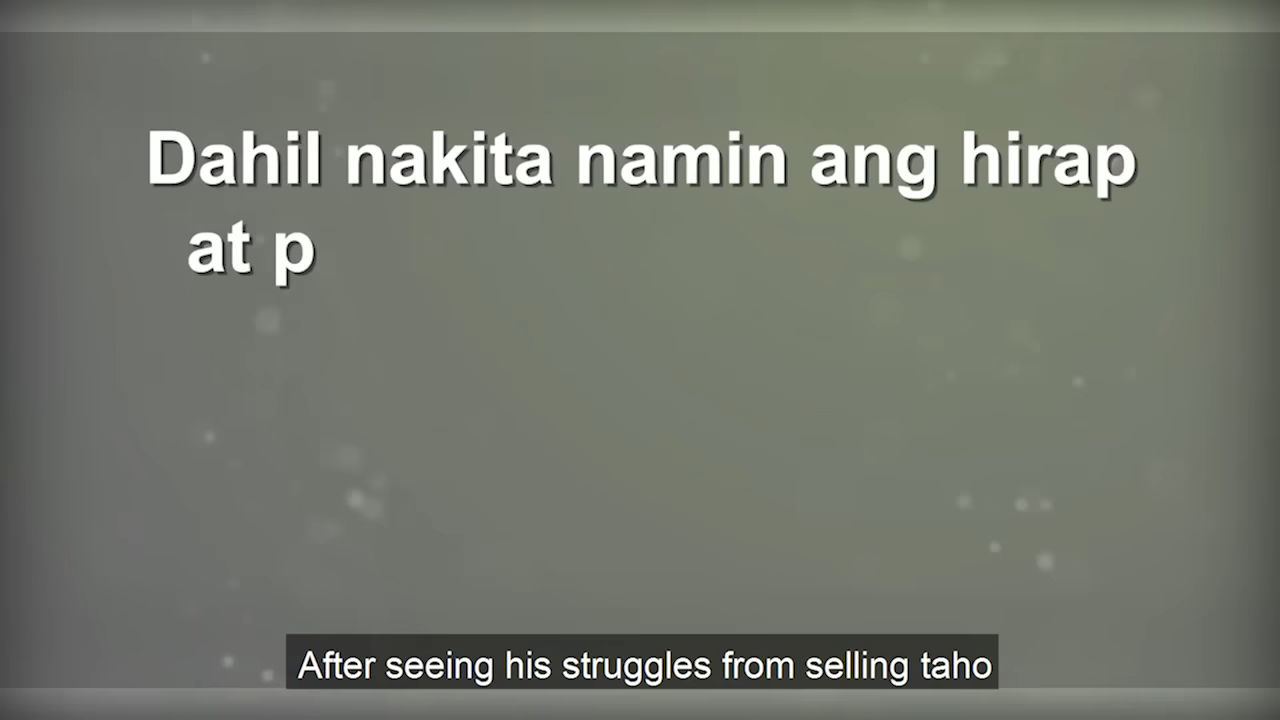 Dahil nakita namin ang hirap
at p
After seeing his struggles from selling taho